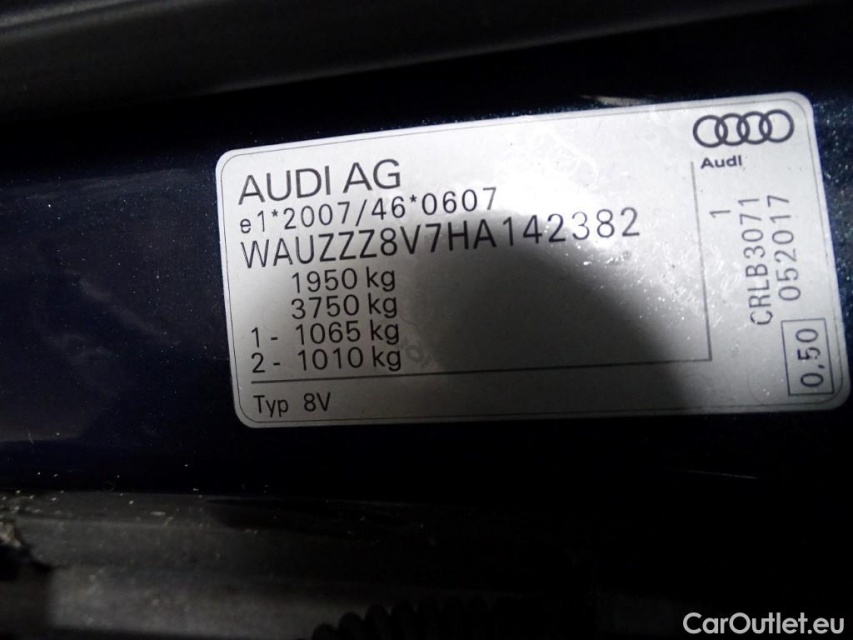 AUDI AG
e1*2007/46*0607
WAUZZZ8V7HA142382
1950 kg
3750 kg
1 - 1065 kg
2 - 1010 kg
Typ 8V
Audi
1
CRLB3071
052017
0,50
CarOutlet.eu